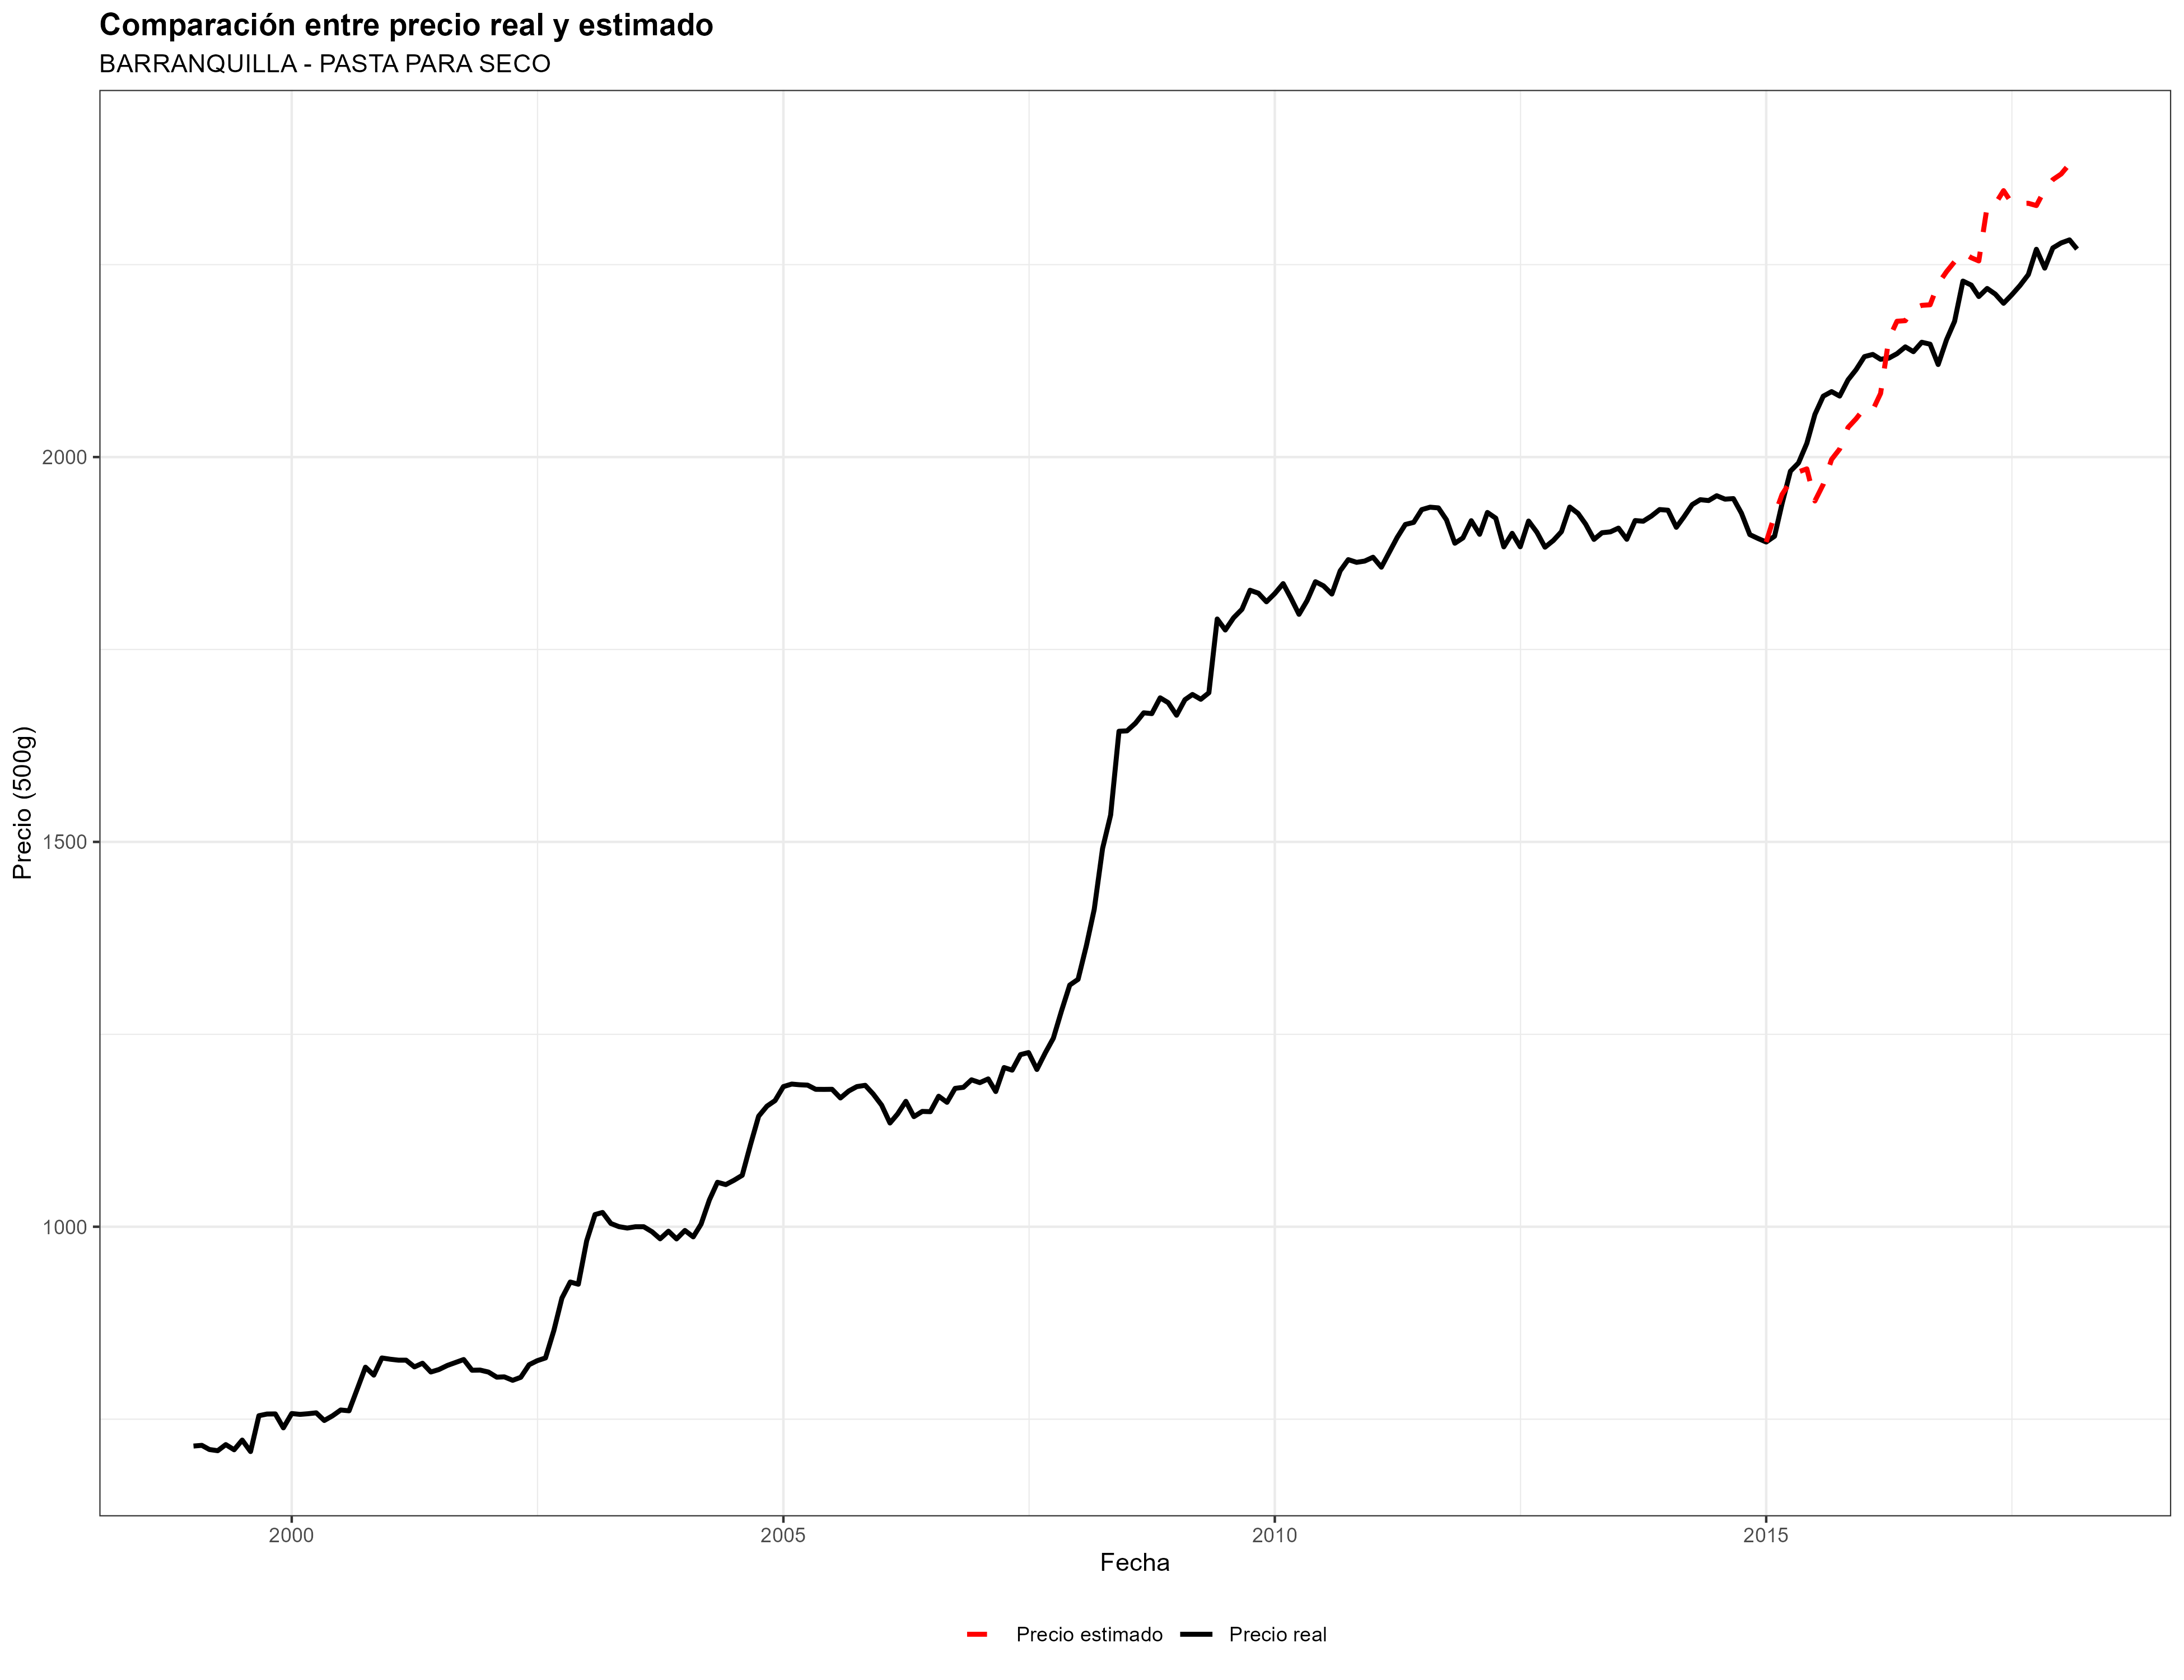 Comparación entre precio real y estimado
BARRANQUILLA - PASTA PARA SECO
Precio (500g)
2000
1500
1000
2000
2005
2010
2015
Fecha
Precio estimado
Precio real